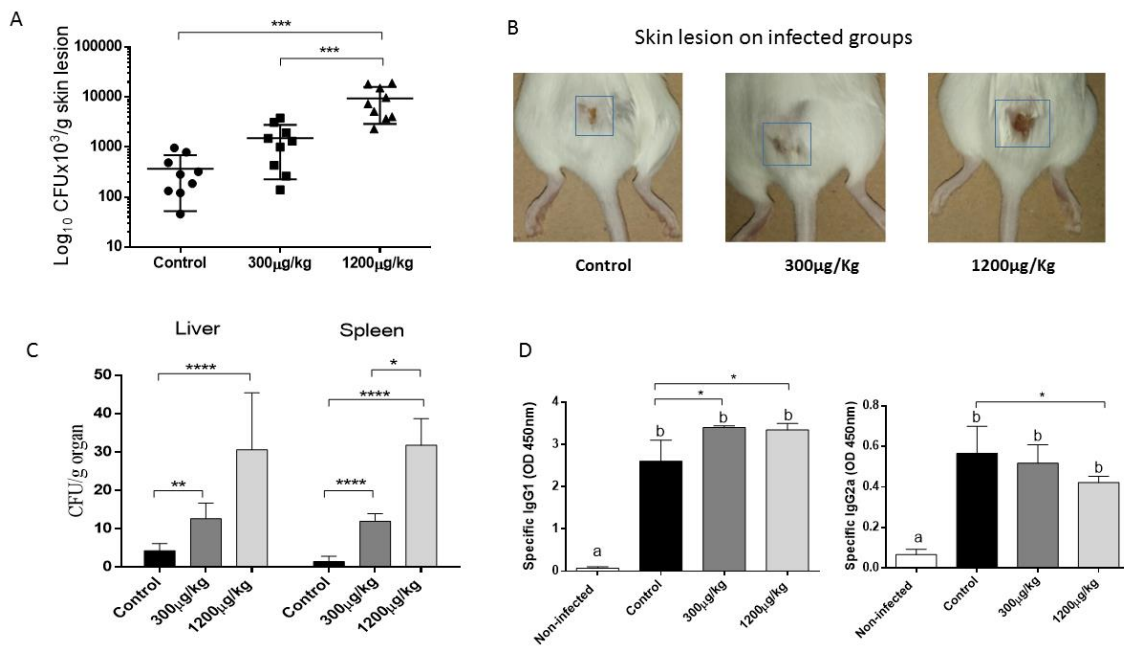 A
***
***
Log10 CFUx10³/g skin lesion
100000
10000
1000
100
10
Control
300µg/kg
1200µg/kg
B
Skin lesion on infected groups
Control
300µg/Kg
1200µg/Kg
C
Liver
Spleen
****
**
*
****
****
CFU/g organ
50
40
30
20
10
0
Control
300µg/kg
1200µg/kg
Control
300µg/kg
1200µg/kg
D
*
*
Specific IgG1 (OD 450nm)
4
3
2
1
0
a
b
b
b
Non-infected
Control
300µg/kg
1200µg/kg
*
Specific IgG2a (OD 450nm)
0.8
0.6
0.4
0.2
0.0
a
b
b
b
Non-infected
Control
300µg/kg
1200µg/kg